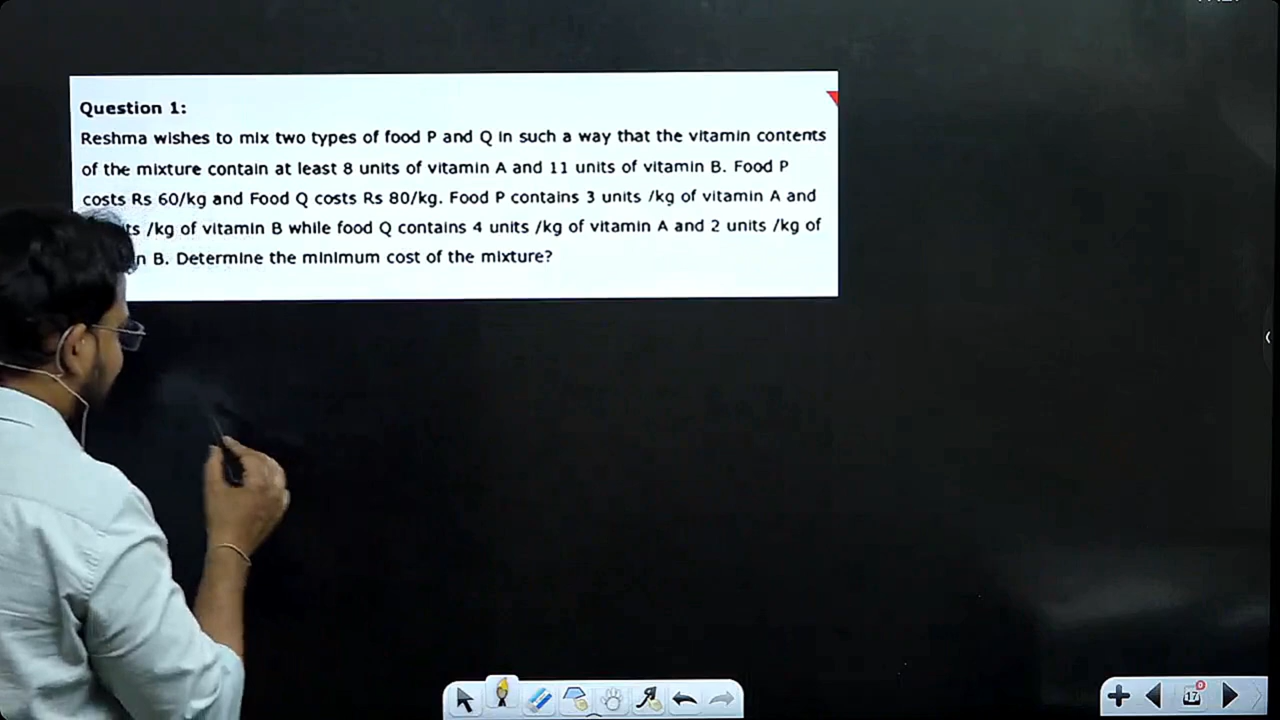 Question 1:
Reshma wishes to mix two types of food P and Q in such a way that the vitamin contents
of the mixture contain at least 8 units of vitamin A and 11 units of vitamin B. Food P
costs Rs 60/kg and Food Q costs Rs 80/kg. Food P contains 3 units /kg of vitamin A and
/kg of vitamin B while food Q contains 4 units /kg of vitamin A and 2 units /kg of
B. Determine the minimum cost of the mixture?
17